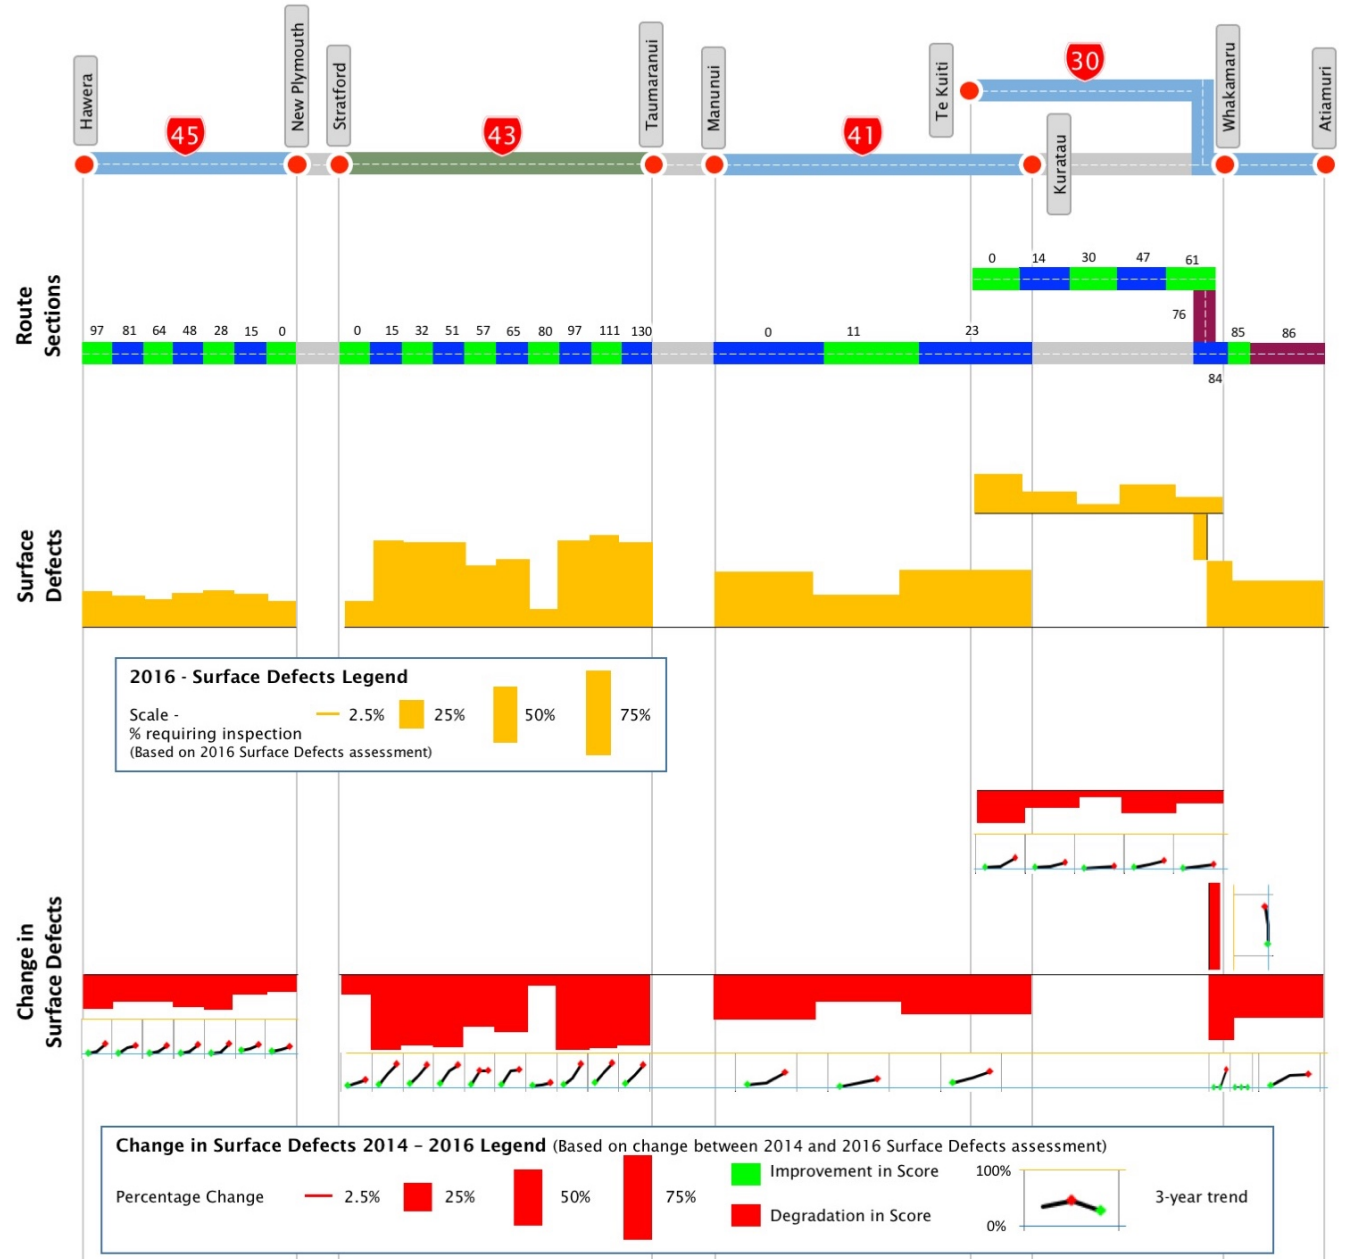 Hawera
New Plymouth
Stratford
Taumaranui
Manunui
Te Kuiti
Kuratau
Whakamaru
Atiamuri
45
43
41
30
Route
Sections
0 14 30 47 61
76
97 81 64 48 28 15 0
0 15 32 51 57 65 80 97 111 130
0 11 23
85 86
84
Surface
Defects
2016 - Surface Defects Legend
Scale -
% requiring inspection
(Based on 2016 Surface Defects assessment)
2.5% 25% 50% 75%
Change in
Surface Defects
Change in Surface Defects 2014 – 2016 Legend (Based on change between 2014 and 2016 Surface Defects assessment)
Percentage Change 2.5% 25% 50% 75%
Improvement in Score
Degradation in Score
100%
0%
3-year trend